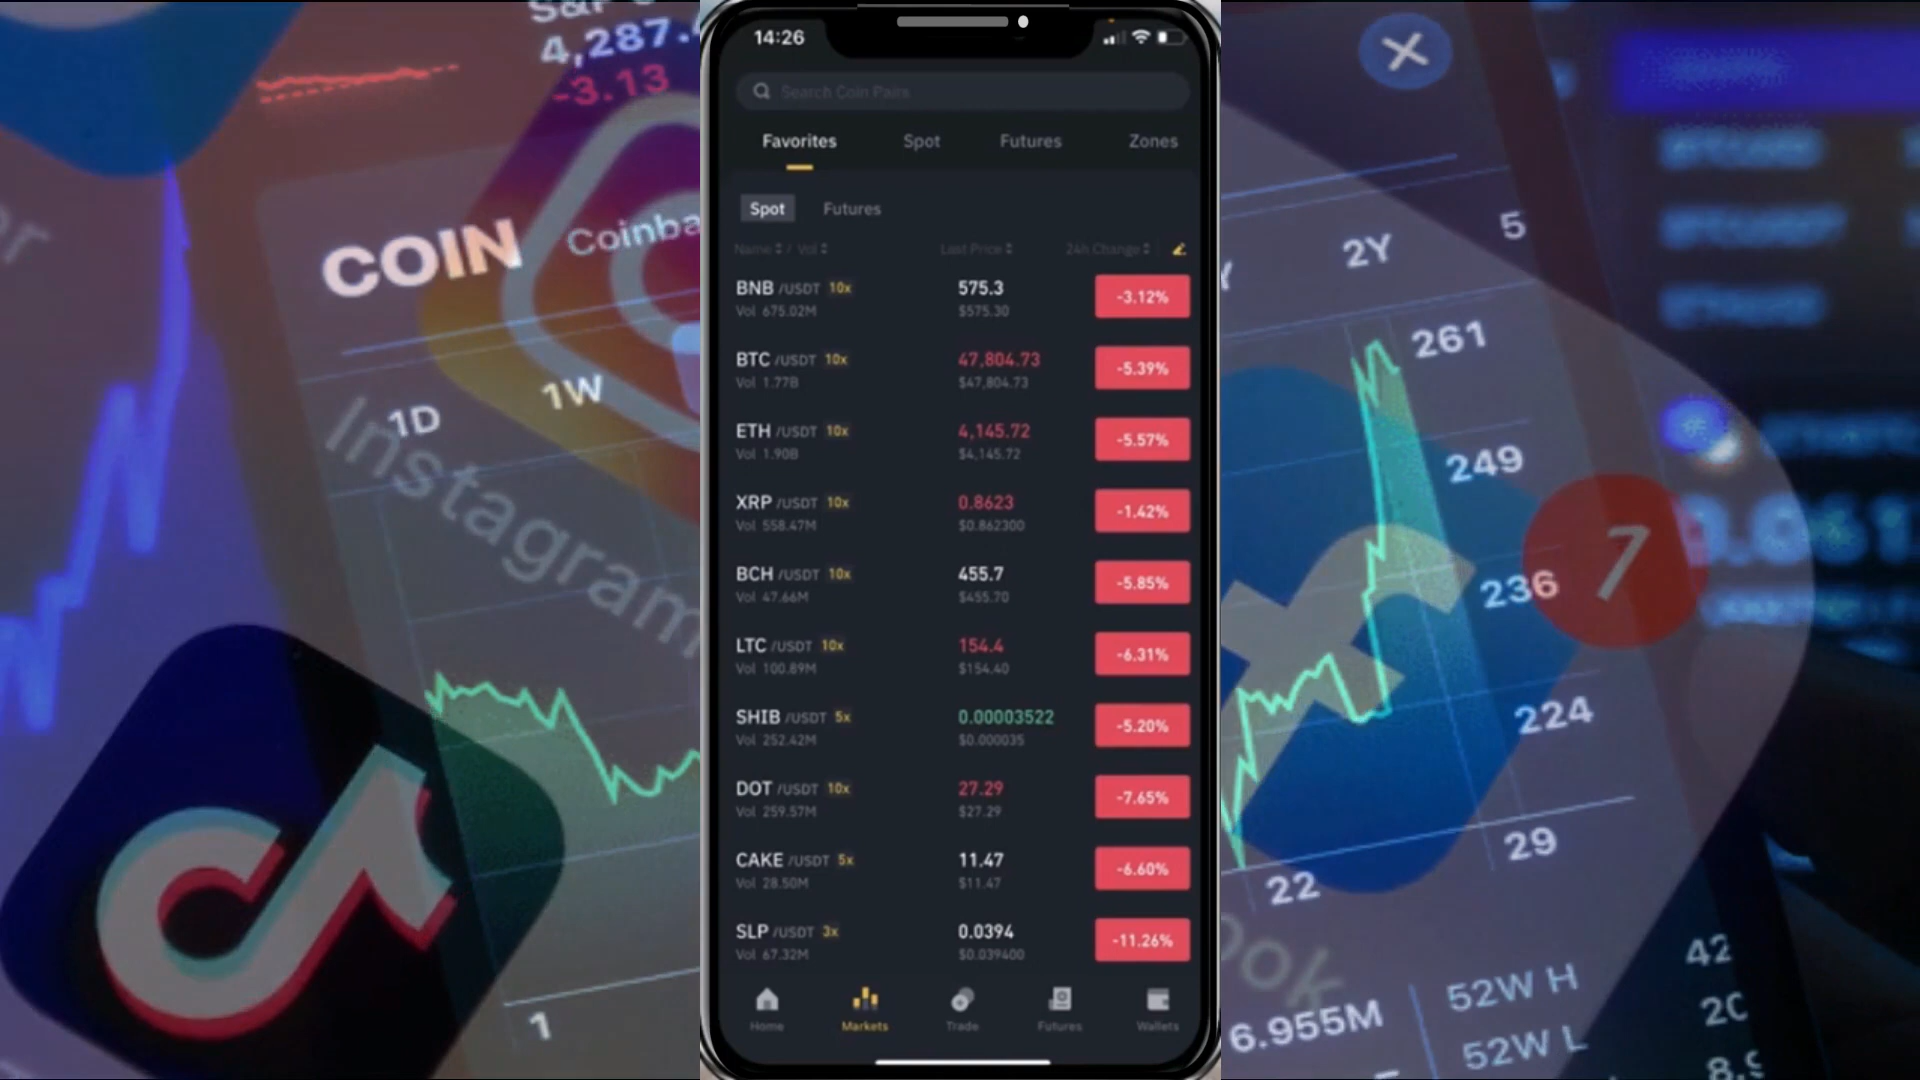 S&P
4,287.
-3.13
COIN
Coinba
1D
1W
Instagram
1
14:26
Search Coin Pairs
Favorites Spot Futures Zones
Spot Futures
Name / Vol Last Price 24h Change
BNB /USDT 10x 575.3 -3.12%
Vol 675.02M $575.30
BTC /USDT 10x 47,804.73 -5.39%
Vol 1.77B $47,804.73
ETH /USDT 10x 4,145.72 -5.57%
Vol 1.90B $4,145.72
XRP /USDT 10x 0.8623 -1.42%
Vol 558.47M $0.862300
BCH /USDT 10x 455.7 -5.85%
Vol 47.66M $455.70
LTC /USDT 10x 154.4 -6.31%
Vol 100.89M $154.40
SHIB /USDT 5x 0.00003522 -5.20%
Vol 252.42M $0.000035
DOT /USDT 10x 27.29 -7.65%
Vol 259.57M $27.29
CAKE /USDT 5x 11.47 -6.60%
Vol 28.50M $11.47
SLP /USDT 3x 0.0394 -11.26%
Vol 67.32M $0.039400
Home Markets Trade Futures Wallets
2Y
5
261
249
236
224
29
22
7
ook
6.955M
52W H
52W L
42